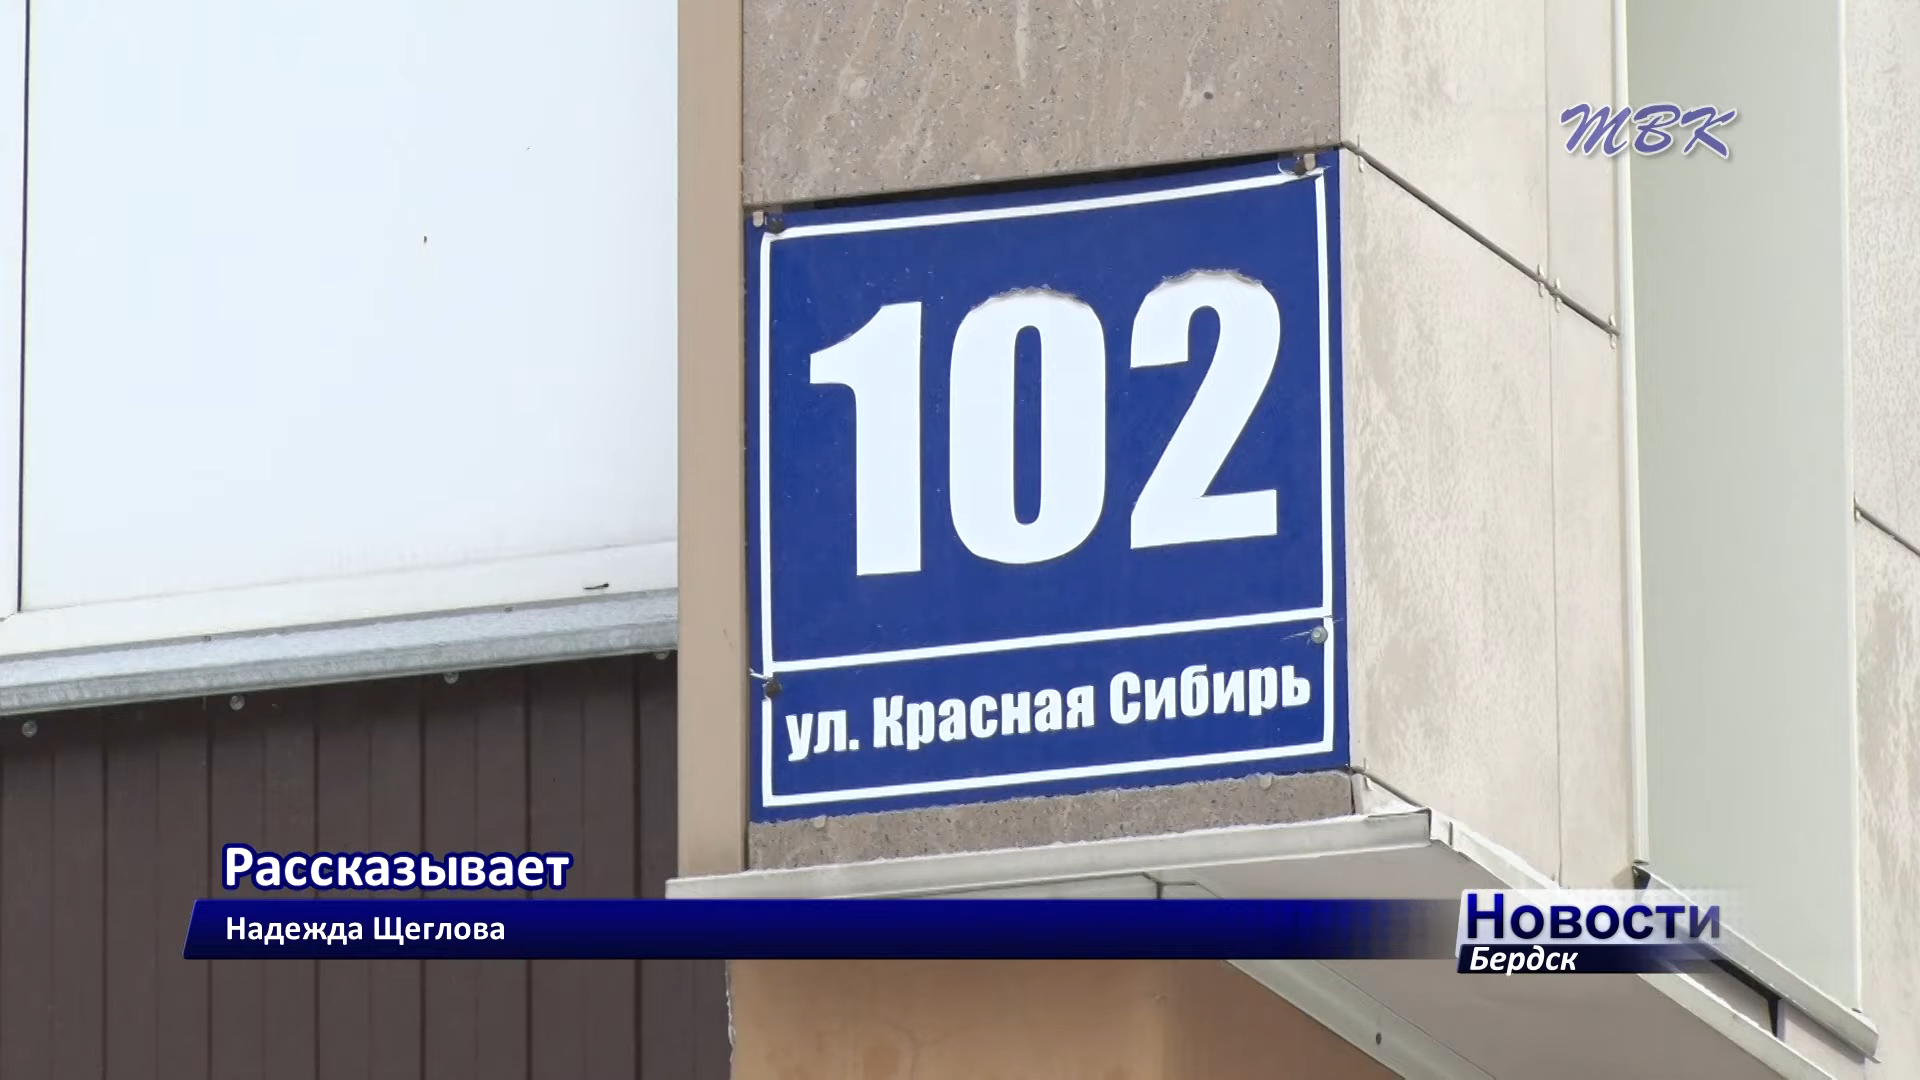 ТВК
102
ул. Красная Сибирь
Рассказывает
Надежда Щеглова
Новости
Бердск